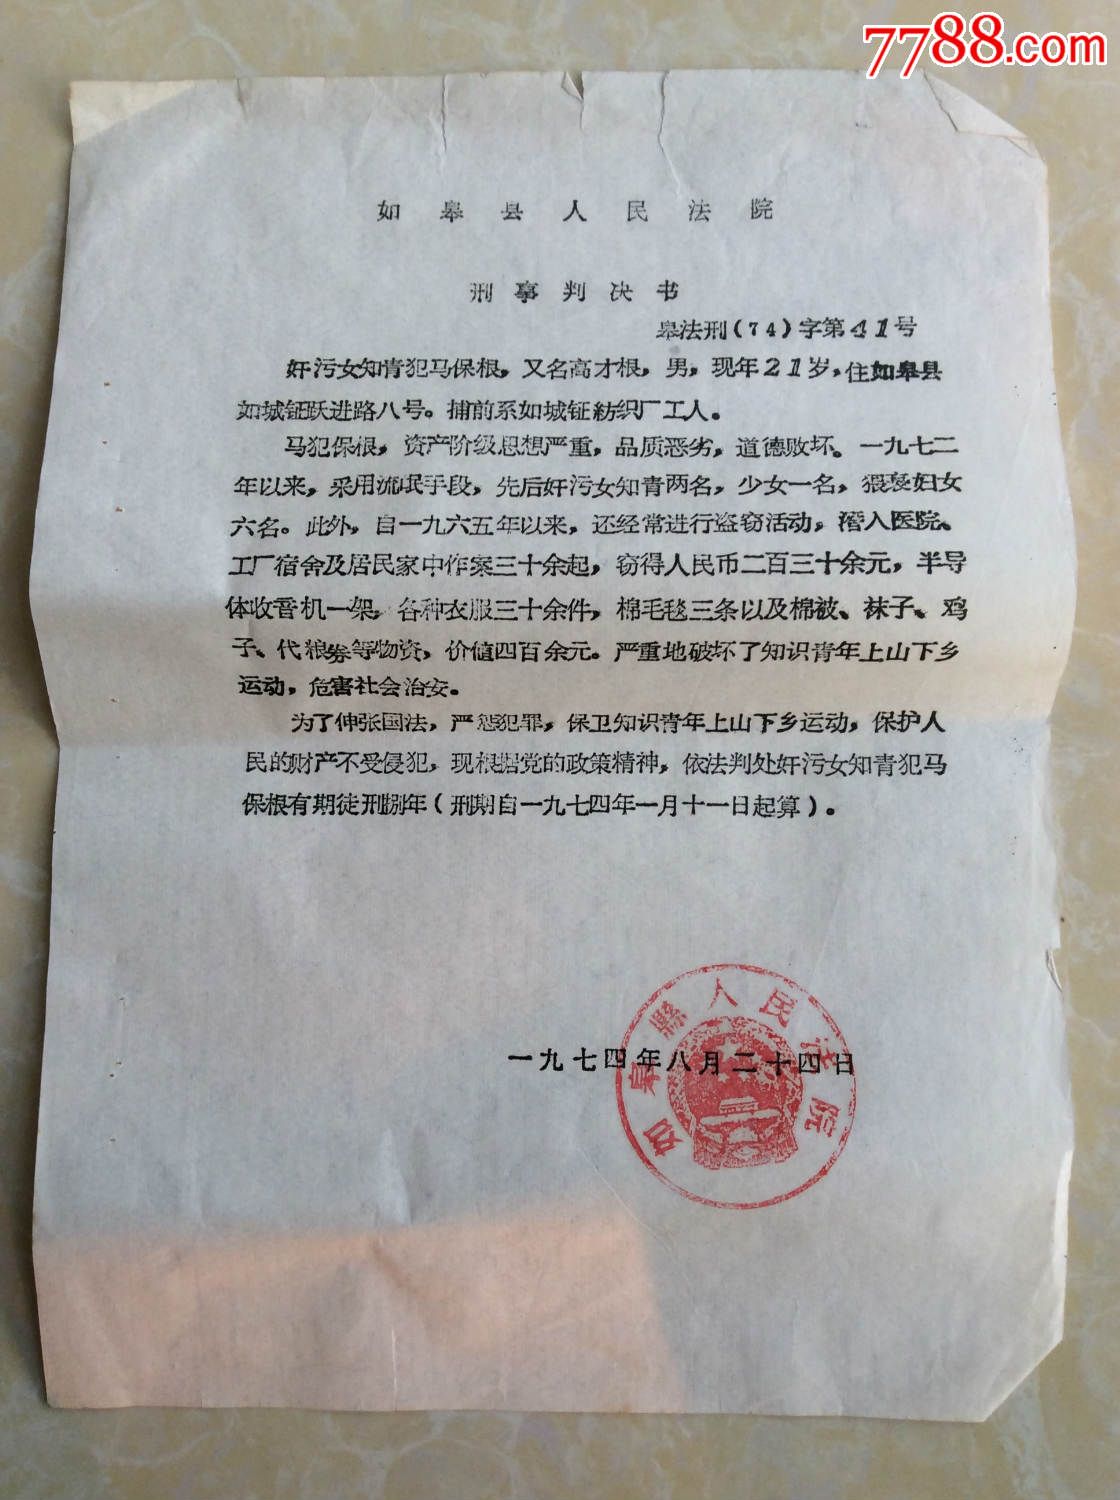 7788.com
如皋县人民法院
刑事判决书
皋法刑(74)字第41号
奸污女知青犯马保根，又名高才根，男，现年21岁，住如皋县
如城钲跃进路八号。捕前系如城钲纺织厂工人。
马犯保根，资产阶级思想严重，品质恶劣，道德败坏。一九七二
年以来，采用流氓手段，先后奸污女知青两名，少女一名，猥亵妇女
六名。此外，自一九六五年以来，还经常进行盗窃活动，潜入医院、
工厂宿舍及居民家中作案三十余起，窃得人民币二百三十余元，半导
体收音机一架，各种衣服三十余件，棉毛毯三条以及棉被、袜子、鸡
子、代粮券等物资，价值四百余元。严重地破坏了知识青年上山下乡
运动，危害社会治安。
为了伸张国法，严惩犯罪，保卫知识青年上山下乡运动，保护人
民的财产不受侵犯，现根据党的政策精神，依法判处奸污女知青犯马
保根有期徒刑捌年(刑期自一九七四年一月十一日起算)。
一九七四年八月二十四日
如皋縣人民法院